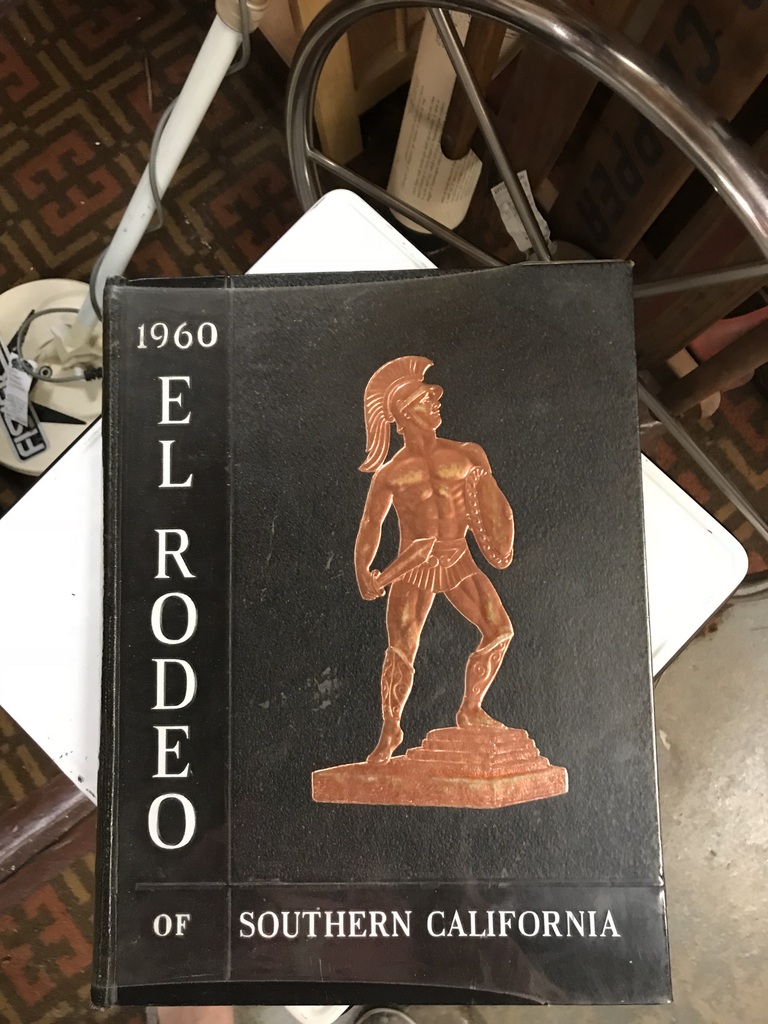 1960
EL RODEO
OF SOUTHERN CALIFORNIA